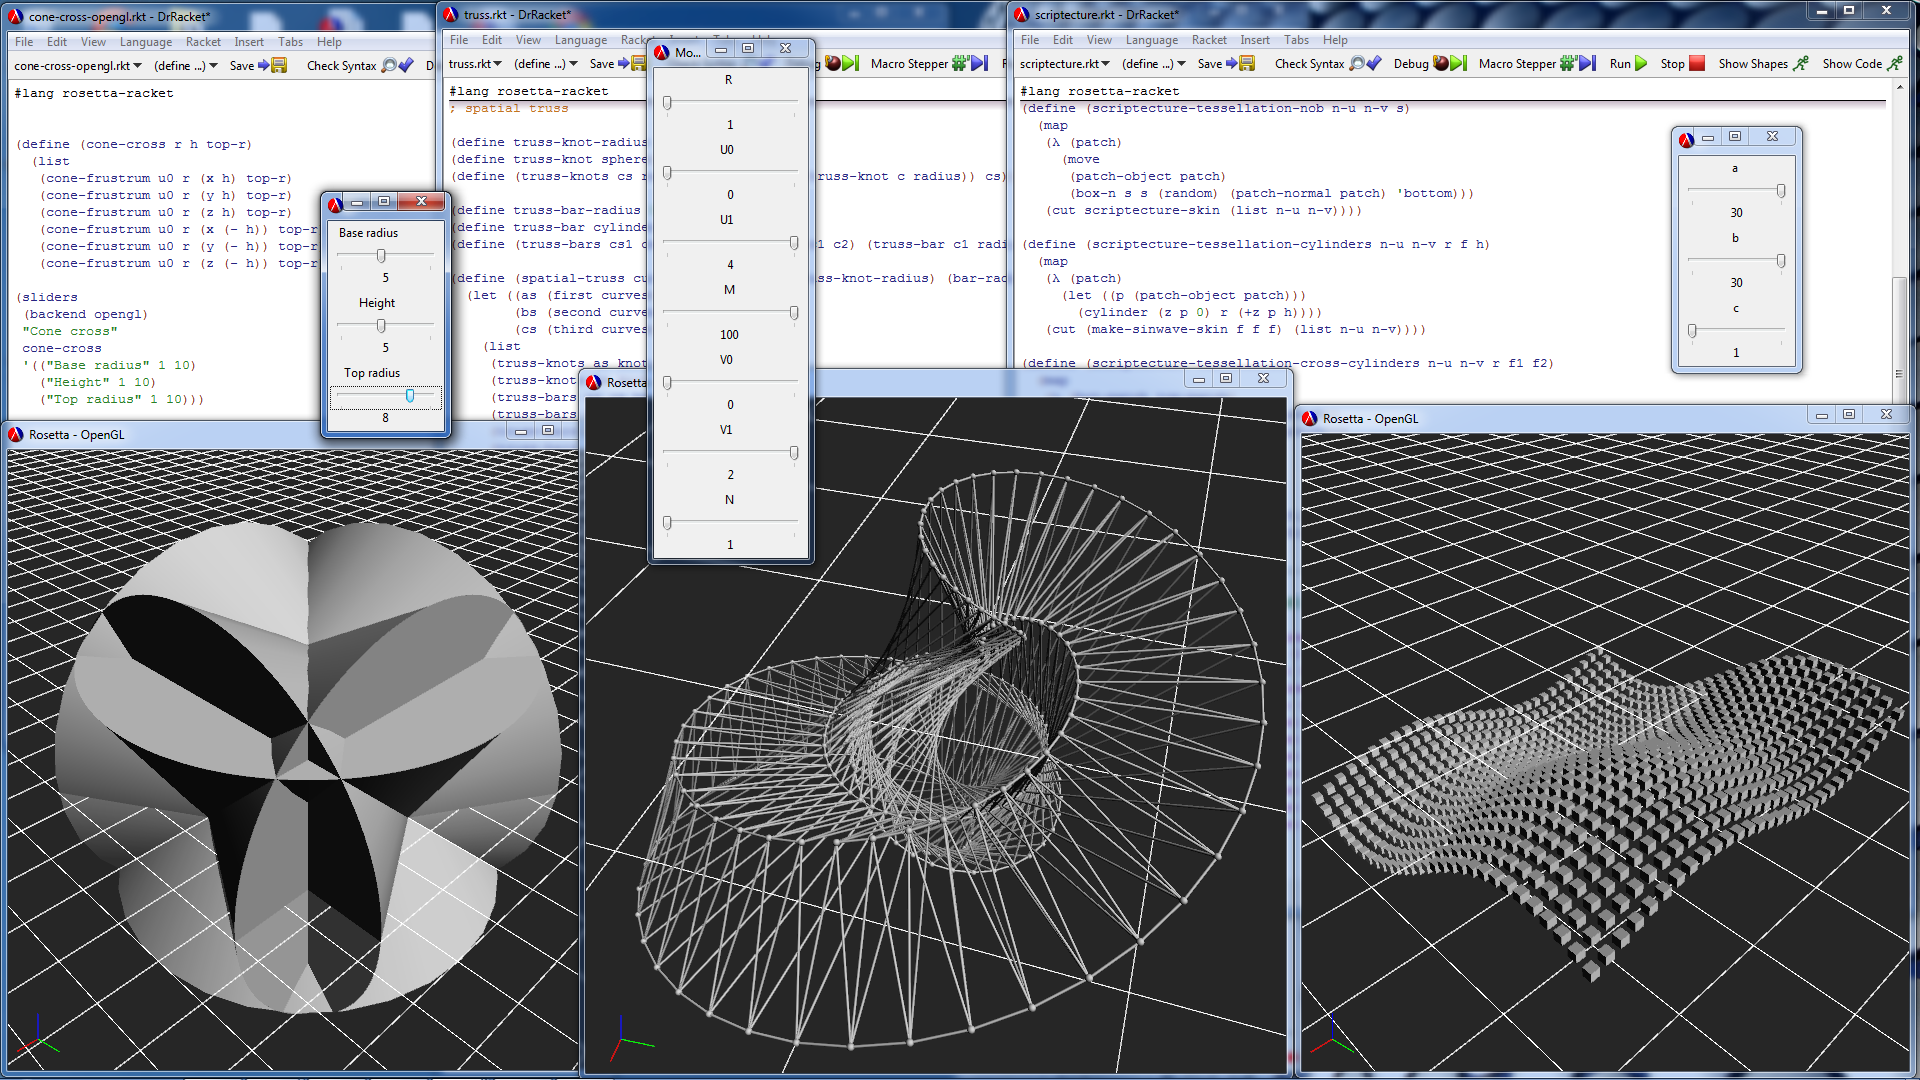 cone-cross-opengl.rkt - DrRacket*
File Edit View Language Racket Insert Tabs Help
cone-cross-opengl.rkt (define ...) Save Check Syntax
#lang rosetta-racket
(define (cone-cross r h top-r)
(list
(cone-frustrum u0 r (x h) top-r)
(cone-frustrum u0 r (y h) top-r)
(cone-frustrum u0 r (z h) top-r)
(cone-frustrum u0 r (x (- h)) top-r
(cone-frustrum u0 r (y (- h)) top-r
(cone-frustrum u0 r (z (- h)) top-r
(sliders
(backend opengl)
"Cone cross"
cone-cross
'(("Base radius" 1 10)
("Height" 1 10)
("Top radius" 1 10)))
Base radius
5
Height
5
Top radius
8
Rosetta - OpenGL
truss.rkt - DrRacket*
File Edit View Language
truss.rkt (define ...) Save Macro Stepper
#lang rosetta-racket
; spatial truss
(define truss-knot-radius
(define truss-knot sphere
(define (truss-knots cs r russ-knot c radius)) cs)
(define truss-bar-radius
(define truss-bar cylinde
(define (truss-bars cs1 c 1 c2) (truss-bar c1 radi
(define (spatial-truss cu ss-knot-radius) (bar-rad
(let ((as (first curves
(bs (second curve
(cs (third curves
(list
(truss-knots as kno
(truss-knot
(truss-bars
(truss-bars
Mo...
R
1
U0
0
U1
4
M
100
V0
0
V1
2
N
1
Rosetta
scriptecture.rkt - DrRacket*
File Edit View Language Racket Insert Tabs Help
scriptecture.rkt (define ...) Save Check Syntax Debug Macro Stepper Run Stop Show Shapes Show Code
#lang rosetta-racket
(define (scriptecture-tessellation-nob n-u n-v s)
(map
(λ (patch)
(move
(patch-object patch)
(box-n s s (random) (patch-normal patch) 'bottom)))
(cut scriptecture-skin (list n-u n-v))))
(define (scriptecture-tessellation-cylinders n-u n-v r f h)
(map
(λ (patch)
(let ((p (patch-object patch)))
(cylinder (z p 0) r (+z p h))))
(cut (make-sinwave-skin f f f) (list n-u n-v))))
(define (scriptecture-tessellation-cross-cylinders n-u n-v r f1 f2)
a
30
b
30
c
1
Rosetta - OpenGL